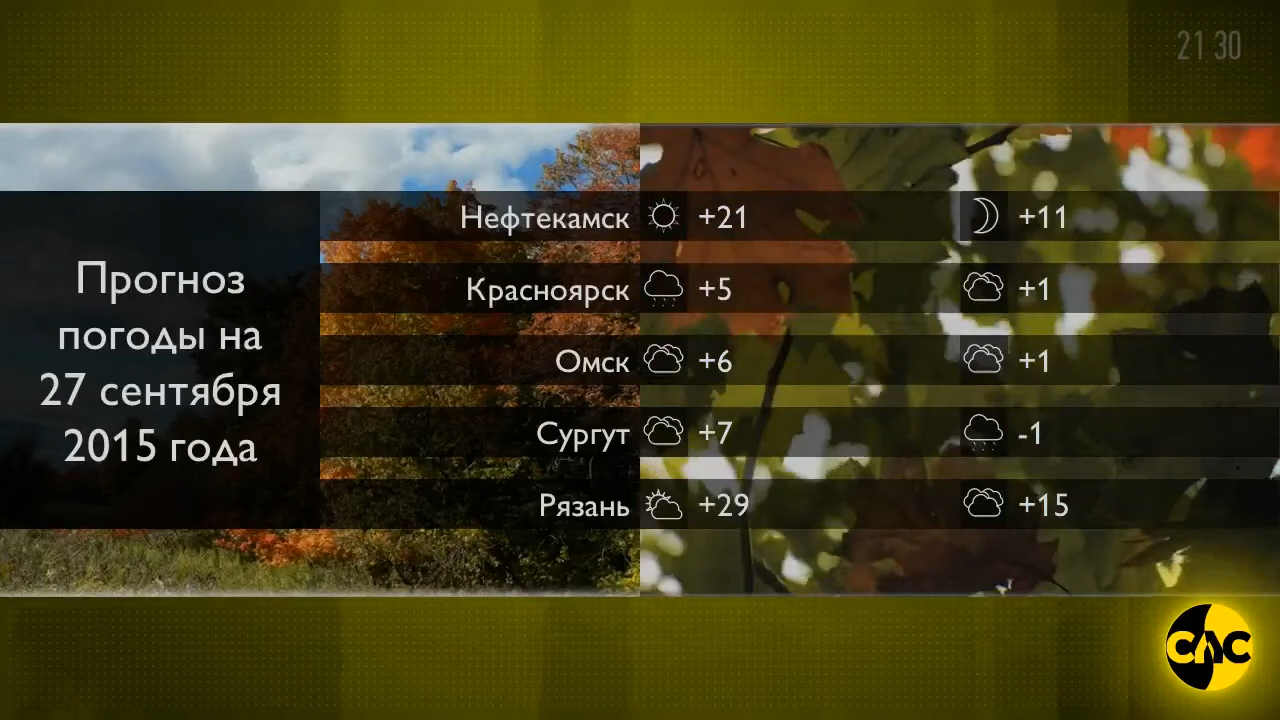 21 30
Прогноз
погоды на
27 сентября
2015 года
Нефтекамск +21 +11
Красноярск +5 +1
Омск +6 +1
Сургут +7 -1
Рязань +29 +15
СЛС